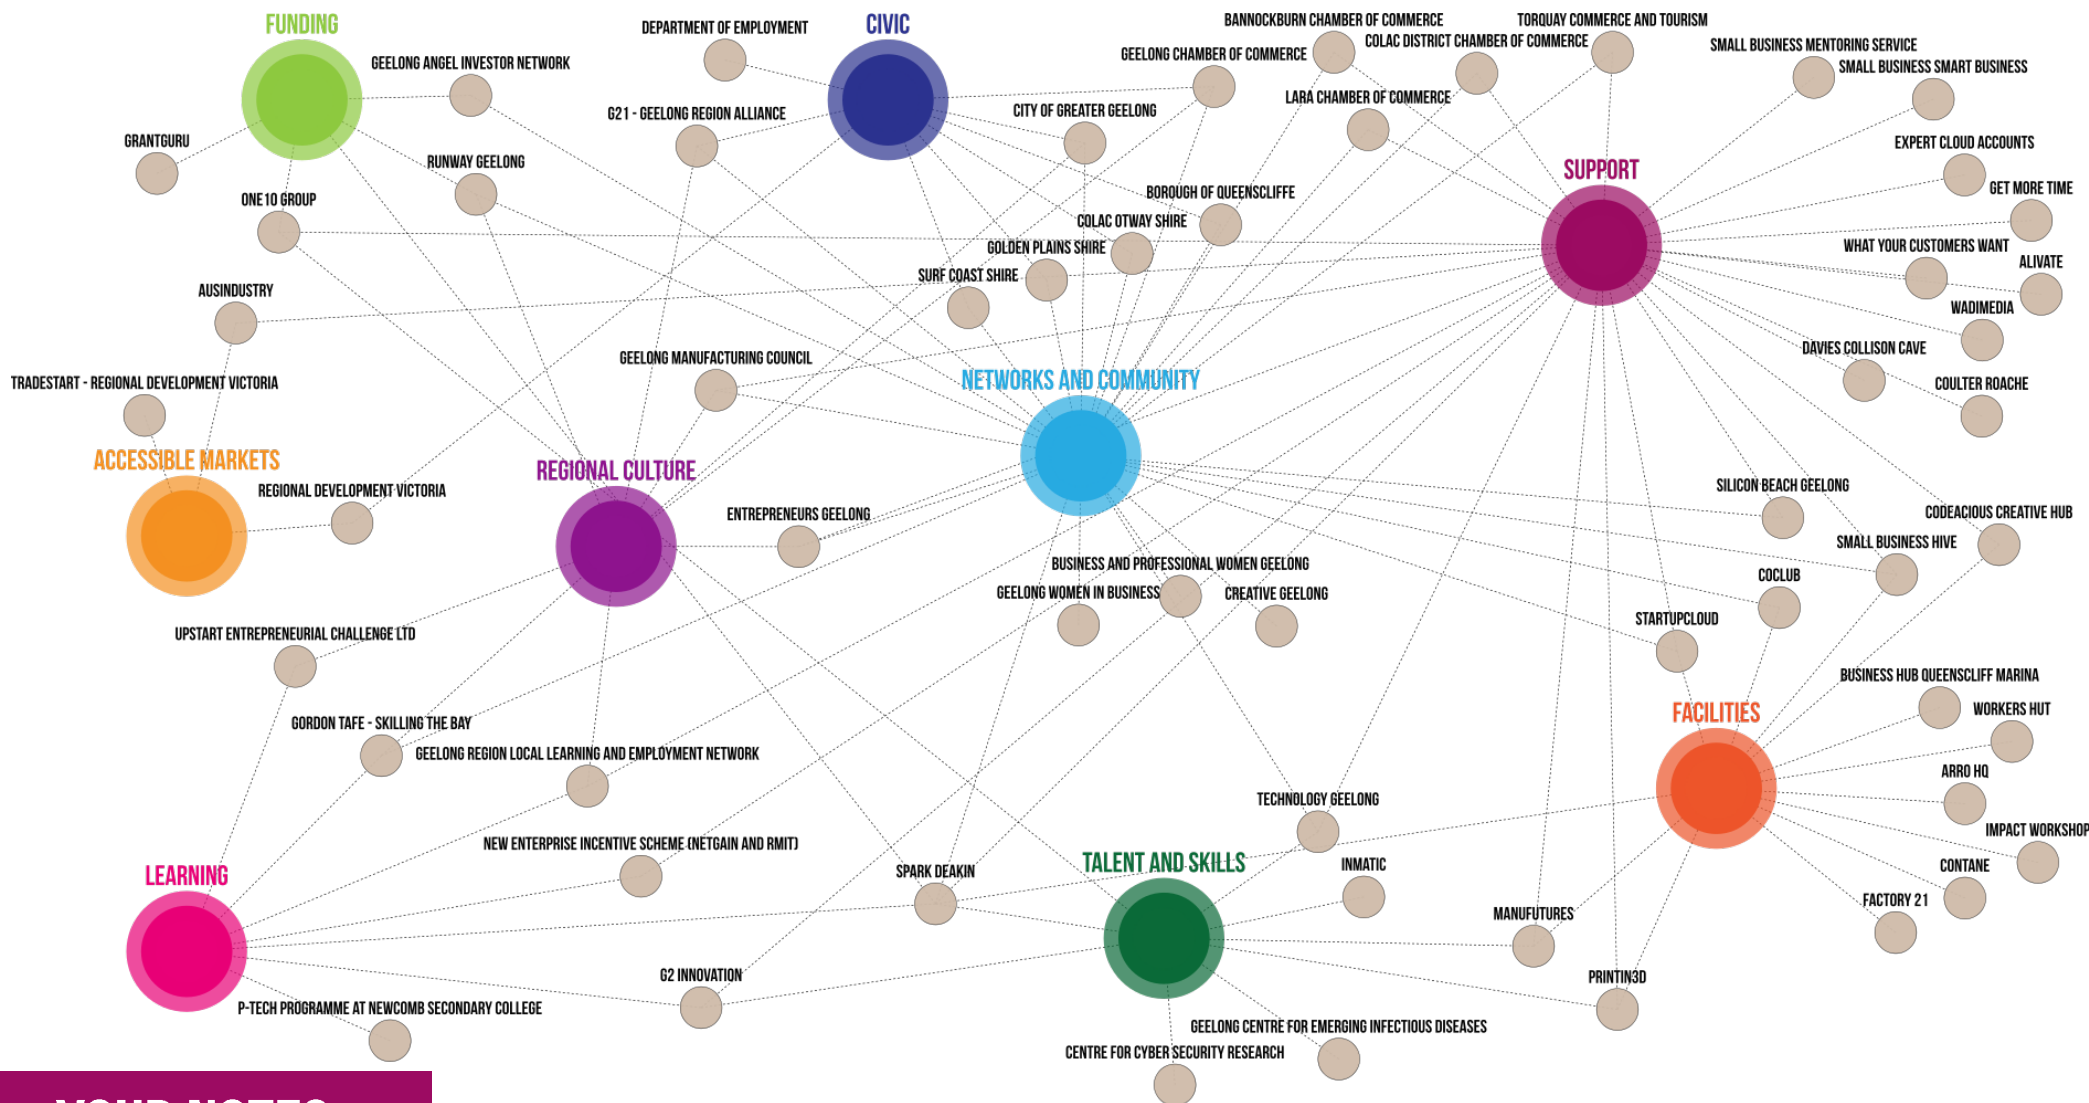 FUNDING
CIVIC
DEPARTMENT OF EMPLOYMENT
BANNOCKBURN CHAMBER OF COMMERCE
TORQUAY COMMERCE AND TOURISM
COLAC DISTRICT CHAMBER OF COMMERCE
SMALL BUSINESS MENTORING SERVICE
GEELONG CHAMBER OF COMMERCE
GEELONG ANGEL INVESTOR NETWORK
SMALL BUSINESS SMART BUSINESS
LARA CHAMBER OF COMMERCE
CITY OF GREATER GEELONG
G21 - GEELONG REGION ALLIANCE
GRANTGURU
EXPERT CLOUD ACCOUNTS
RUNWAY GEELONG
SUPPORT
GET MORE TIME
BOROUGH OF QUEENSCLIFFE
ONE10 GROUP
COLAC OTWAY SHIRE
GOLDEN PLAINS SHIRE
WHAT YOUR CUSTOMERS WANT
ALIVATE
SURF COAST SHIRE
AUSINDUSTRY
WADIMEDIA
DAVIES COLLISON CAVE
GEELONG MANUFACTURING COUNCIL
NETWORKS AND COMMUNITY
TRADESTART - REGIONAL DEVELOPMENT VICTORIA
COULTER ROACHE
ACCESSIBLE MARKETS
REGIONAL CULTURE
SILICON BEACH GEELONG
REGIONAL DEVELOPMENT VICTORIA
ENTREPRENEURS GEELONG
CODEACIOUS CREATIVE HUB
SMALL BUSINESS HIVE
BUSINESS AND PROFESSIONAL WOMEN GEELONG
COCLUB
GEELONG WOMEN IN BUSINESS
CREATIVE GEELONG
STARTUPCLOUD
UPSTART ENTREPRENEURIAL CHALLENGE LTD
BUSINESS HUB QUEENSCLIFF MARINA
FACILITIES
WORKERS HUT
GORDON TAFE - SKILLING THE BAY
GEELONG REGION LOCAL LEARNING AND EMPLOYMENT NETWORK
ARRO HQ
TECHNOLOGY GEELONG
IMPACT WORKSHOP
NEW ENTERPRISE INCENTIVE SCHEME (NETGAIN AND RMIT)
TALENT AND SKILLS
INMATIC
CONTANE
LEARNING
SPARK DEAKIN
FACTORY 21
MANUFUTURES
G2 INNOVATION
PRINTIN3D
P-TECH PROGRAMME AT NEWCOMB SECONDARY COLLEGE
GEELONG CENTRE FOR EMERGING INFECTIOUS DISEASES
CENTRE FOR CYBER SECURITY RESEARCH
YOUR NOTES